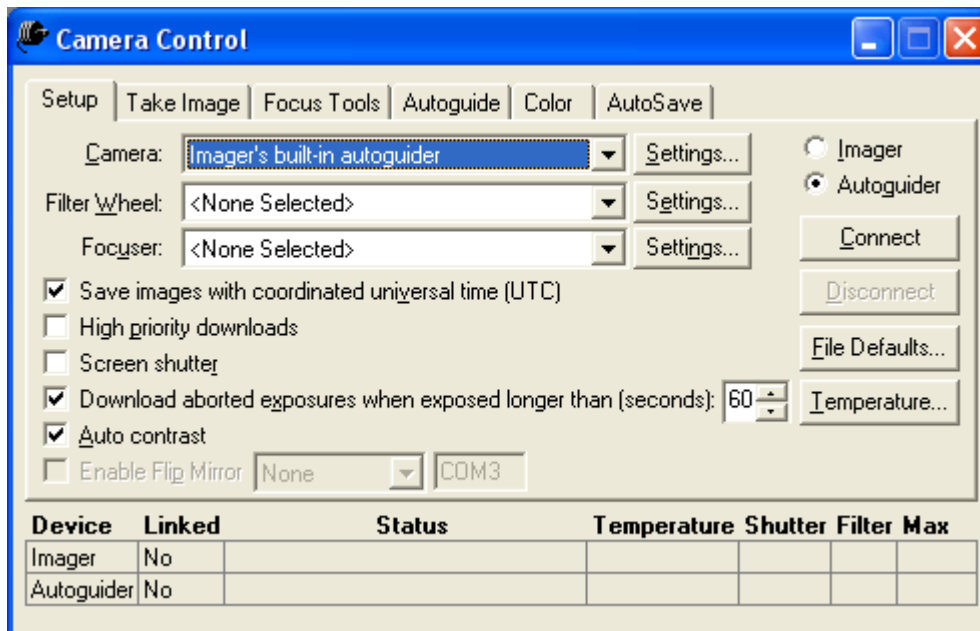 Camera Control
Setup Take Image Focus Tools Autoguide Color AutoSave
Camera: Imager's built-in autoguider Settings... Imager
Filter Wheel: <None Selected> Settings... Autoguider
Focuser: <None Selected> Settings... Connect
Save images with coordinated universal time (UTC) Disconnect
High priority downloads
Screen shutter File Defaults...
Download aborted exposures when exposed longer than (seconds): 60 Temperature...
Auto contrast
Enable Flip Mirror None COM3
Device Linked Status Temperature Shutter Filter Max
Imager No
Autoguider No